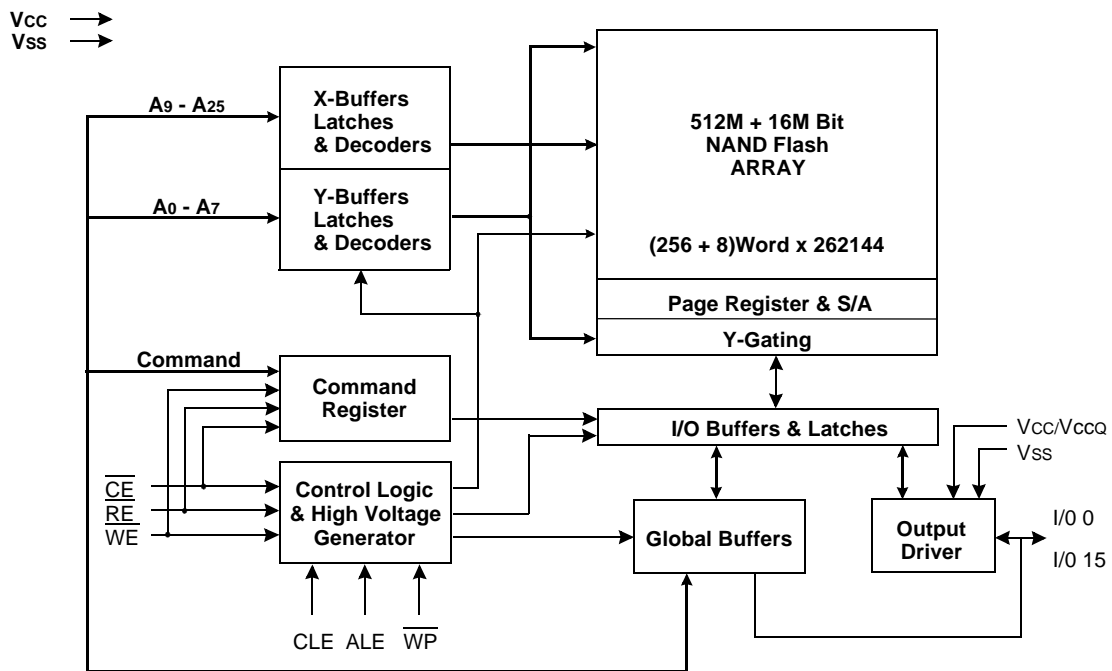 VCC
VSS
A9 - A25
X-Buffers
Latches
& Decoders
512M + 16M Bit
NAND Flash
ARRAY
A0 - A7
Y-Buffers
Latches
& Decoders
(256 + 8)Word x 262144
Page Register & S/A
Y-Gating
Command
Command
Register
I/O Buffers & Latches
VCC/VCCQ
VSS
CE
RE
WE
Control Logic
& High Voltage
Generator
Global Buffers
Output
Driver
I/0 0
I/0 15
CLE
ALE
WP